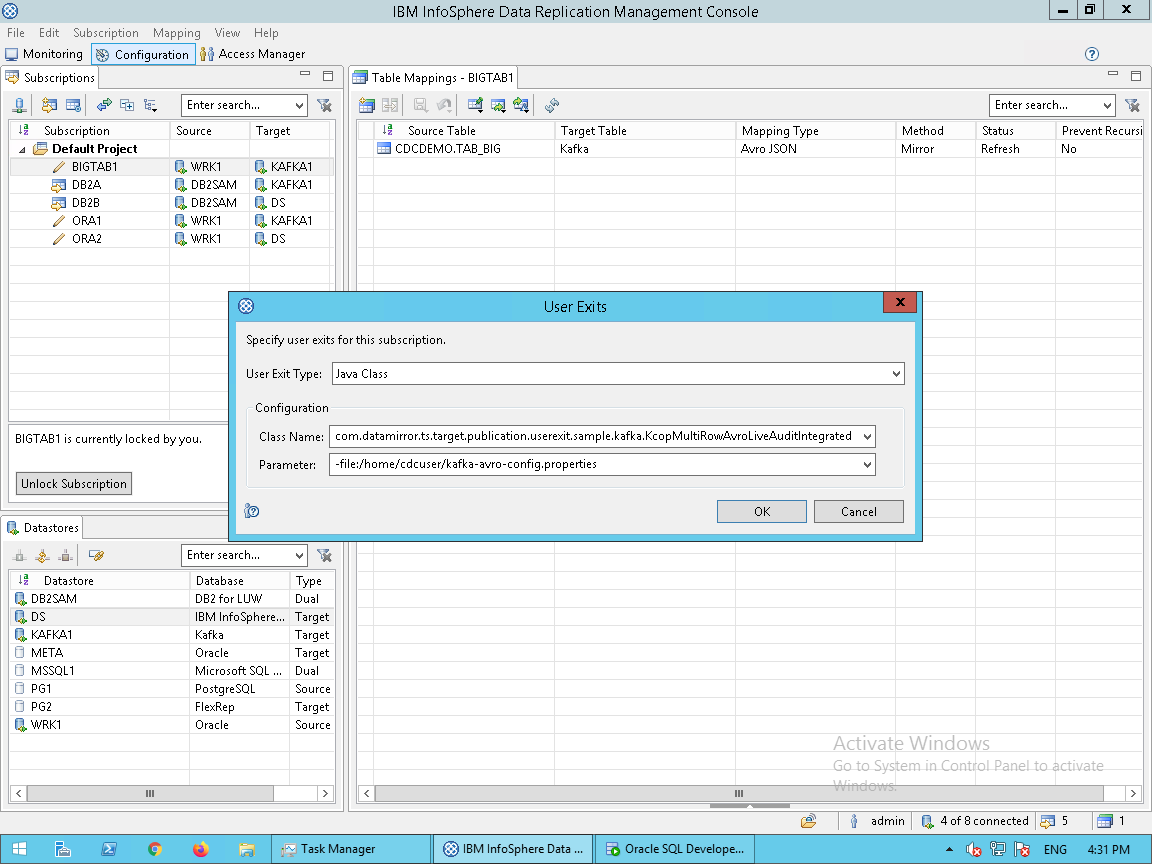 IBM InfoSphere Data Replication Management Console
File Edit Subscription Mapping View Help
Monitoring Configuration Access Manager
Subscriptions
Enter search...
Subscription Source Target
Default Project
BIGTAB1 WRK1 KAFKA1
DB2A DB2SAM KAFKA1
DB2B DB2SAM DS
ORA1 WRK1 KAFKA1
ORA2 WRK1 DS
BIGTAB1 is currently locked by you.
Unlock Subscription
Table Mappings - BIGTAB1
Enter search...
Source Table Target Table Mapping Type Method Status Prevent Recursi
CDCDEMO.TAB_BIG Kafka Avro JSON Mirror Refresh No
User Exits
Specify user exits for this subscription.
User Exit Type: Java Class
Configuration
Class Name: com.datamirror.ts.target.publication.userexit.sample.kafka.KcopMultiRowAvroLiveAuditIntegrated
Parameter: -file:/home/cdcuser/kafka-avro-config.properties
OK Cancel
Datastores
Enter search...
Datastore Database Type
DB2SAM DB2 for LUW Dual
DS IBM InfoSphere... Target
KAFKA1 Kafka Target
META Oracle Target
MSSQL1 Microsoft SQL ... Dual
PG1 PostgreSQL Source
PG2 FlexRep Target
WRK1 Oracle Source
Activate Windows
Go to System in Control Panel to activate
Windows.
admin 4 of 8 connected 5 1
Task Manager IBM InfoSphere Data ... Oracle SQL Develope... ENG 4:31 PM